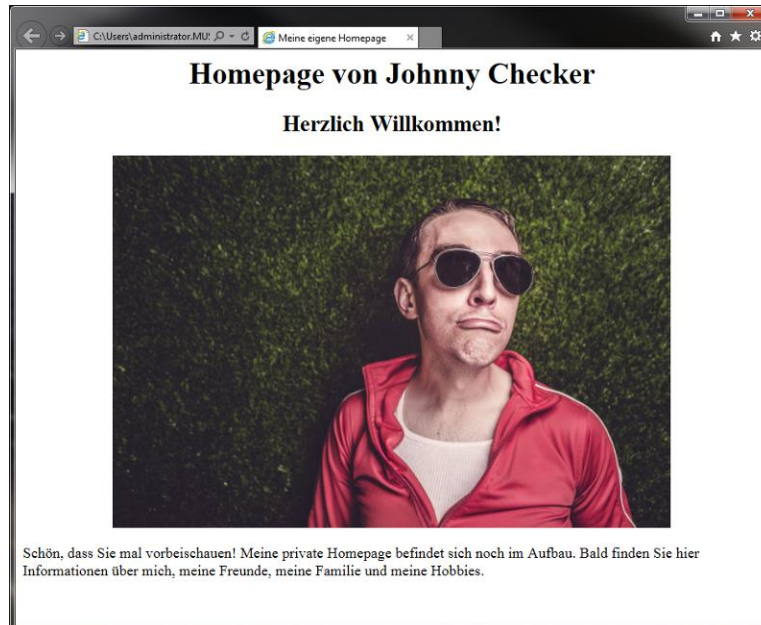 C:\Users\administrator.MU:
Meine eigene Homepage
Homepage von Johnny Checker
Herzlich Willkommen!
Schön, dass Sie mal vorbeischauen! Meine private Homepage befindet sich noch im Aufbau. Bald finden Sie hier
Informationen über mich, meine Freunde, meine Familie und meine Hobbies.